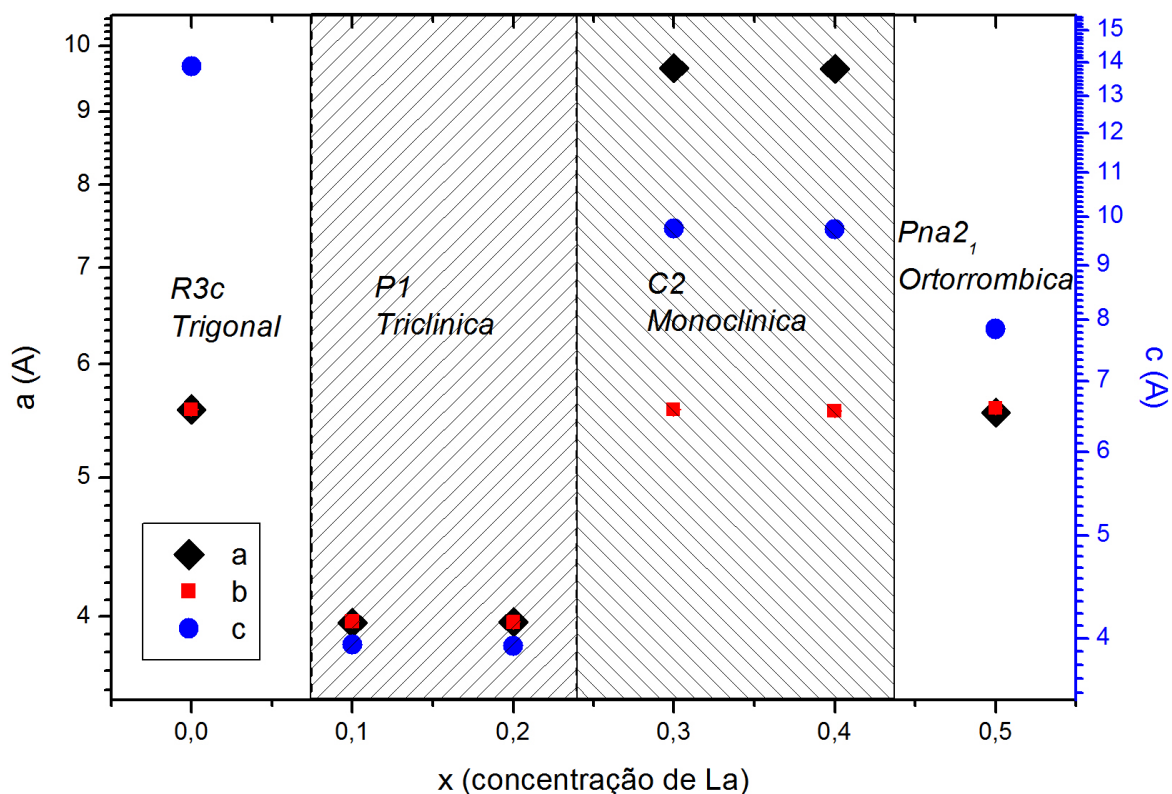 10
9
8
7
6
5
4
a (A)
15
14
13
12
11
10
9
8
7
6
5
4
c (A)
R3c
Trigonal
P1
Triclinica
C2
Monoclinica
Pna2₁
Ortorrombica
a
b
c
0,0 0,1 0,2 0,3 0,4 0,5
x (concentração de La)